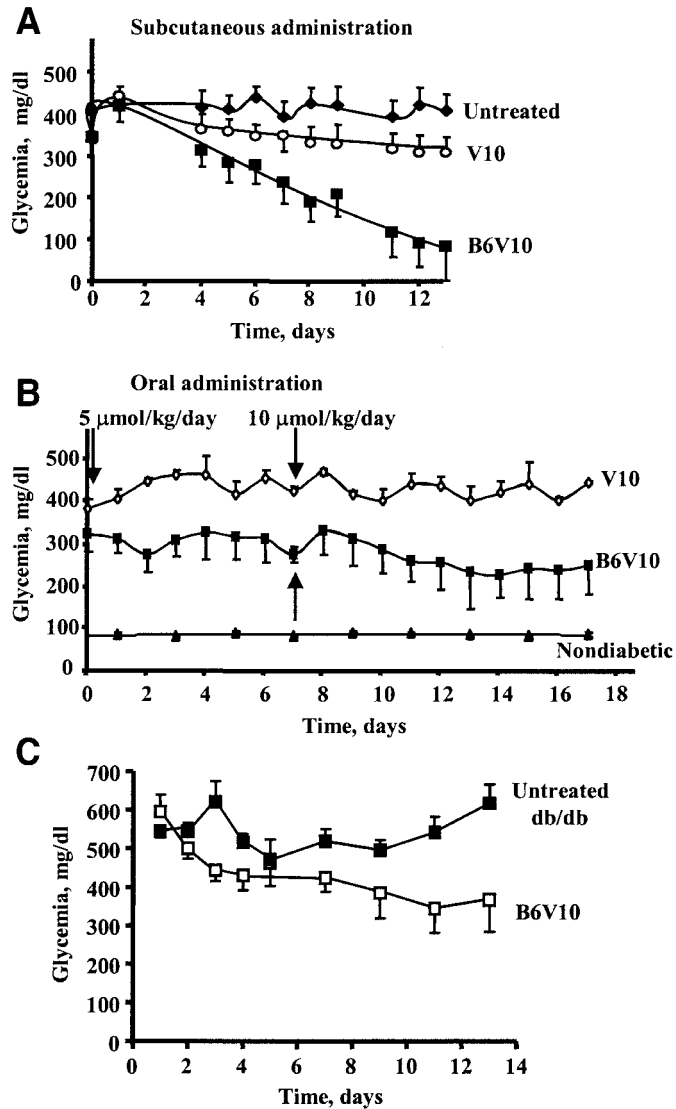 A
Subcutaneous administration
Glycemia, mg/dl
500
400
300
200
100
0
Untreated
V10
B6V10
0 2 4 6 8 10 12
Time, days
B
Oral administration
5 μmol/kg/day 10 μmol/kg/day
Glycemia, mg/dl
500
400
300
200
100
0
V10
B6V10
Nondiabetic
0 2 4 6 8 10 12 14 16 18
Time, days
C
Glycemia, mg/dl
700
600
500
400
300
200
100
0
Untreated
db/db
B6V10
0 2 4 6 8 10 12 14
Time, days